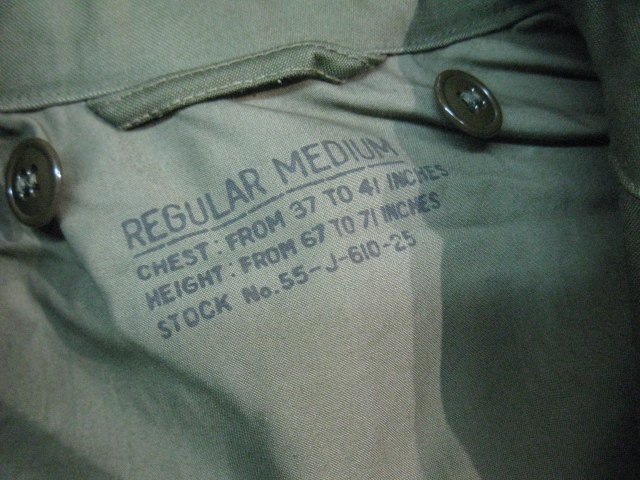 REGULAR MEDIUM
CHEST: FROM 37 TO 41 INCHES
HEIGHT: FROM 67 TO 71 INCHES
STOCK No. 55-J-610-25